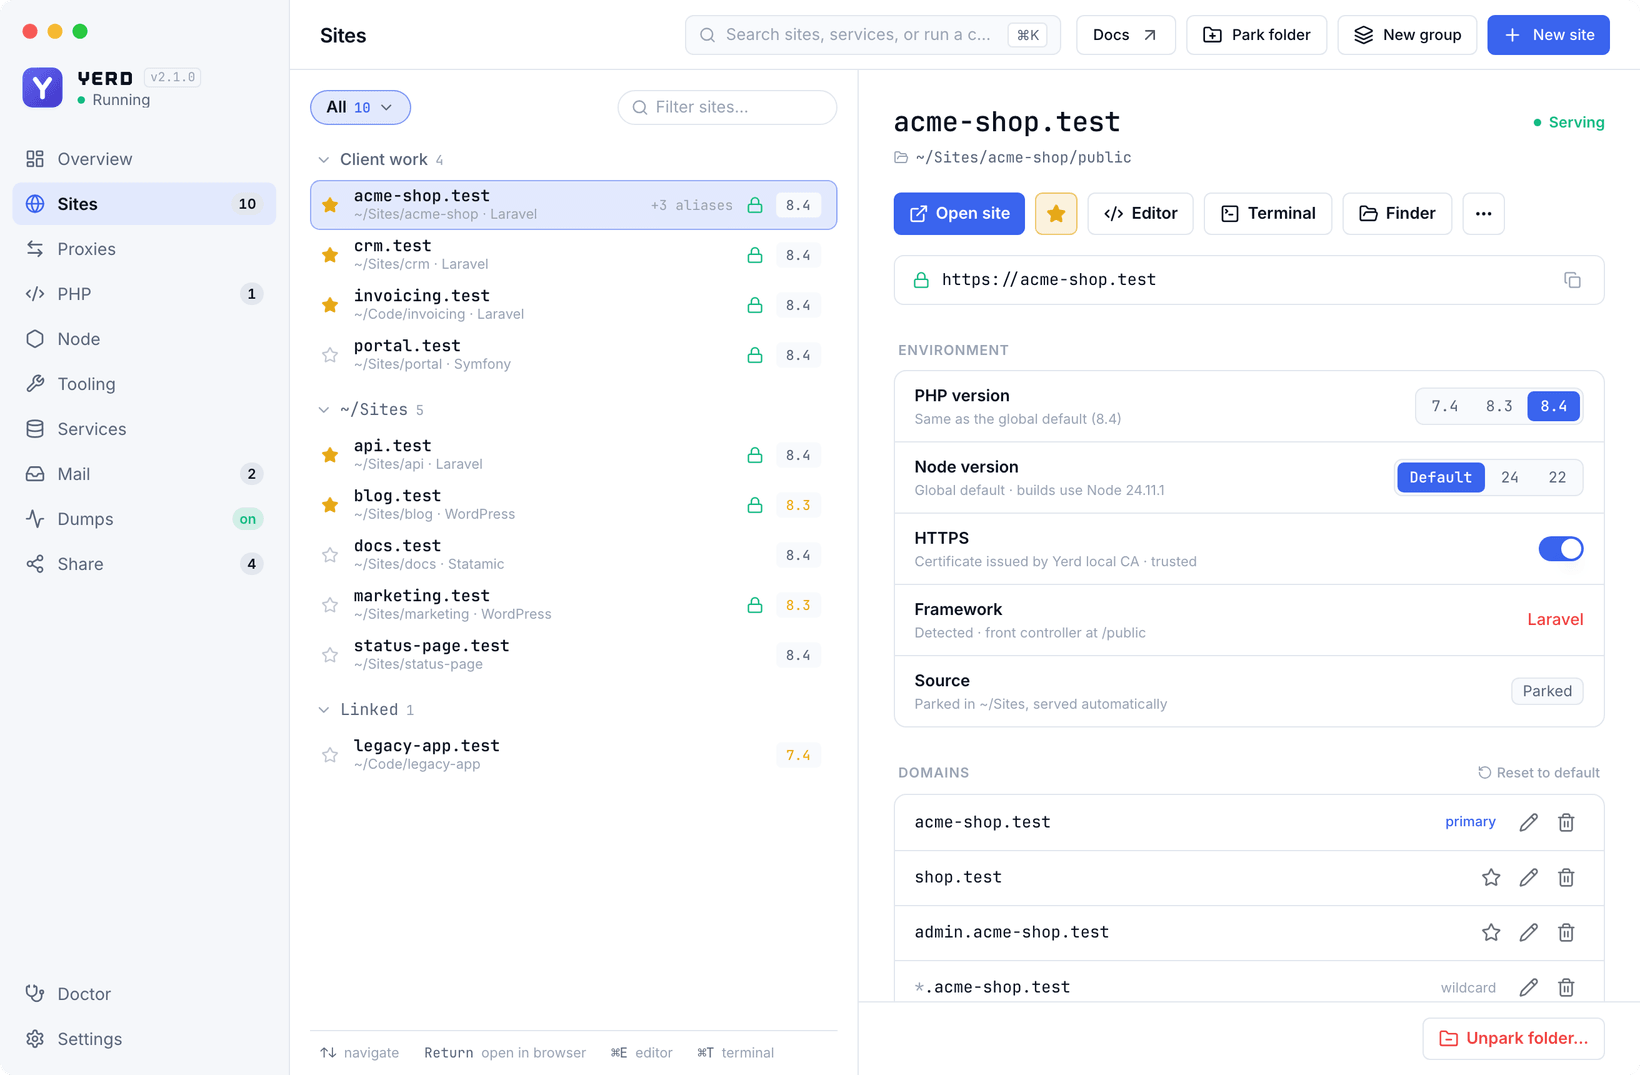 YERD v2.1.0
Running
Overview
Sites 10
Proxies
PHP 1
Node
Tooling
Services
Mail 2
Dumps on
Share 4
Doctor
Settings
Sites
Search sites, services, or run a c... ⌘K
Docs
Park folder
New group
New site
All 10
Filter sites...
Client work 4
acme-shop.test
~/Sites/acme-shop · Laravel
+3 aliases
8.4
crm.test
~/Sites/crm · Laravel
8.4
invoicing.test
~/Code/invoicing · Laravel
8.4
portal.test
~/Sites/portal · Symfony
8.4
~/Sites 5
api.test
~/Sites/api · Laravel
8.4
blog.test
~/Sites/blog · WordPress
8.3
docs.test
~/Sites/docs · Statamic
8.4
marketing.test
~/Sites/marketing · WordPress
8.3
status-page.test
~/Sites/status-page
8.4
Linked 1
legacy-app.test
~/Code/legacy-app
7.4
↑↓ navigate Return open in browser ⌘E editor ⌘T terminal
acme-shop.test
Serving
~/Sites/acme-shop/public
Open site
Editor
Terminal
Finder
https://acme-shop.test
ENVIRONMENT
PHP version
Same as the global default (8.4)
7.4 8.3 8.4
Node version
Global default · builds use Node 24.11.1
Default 24 22
HTTPS
Certificate issued by Yerd local CA · trusted
Framework
Detected · front controller at /public
Laravel
Source
Parked in ~/Sites, served automatically
Parked
DOMAINS
Reset to default
acme-shop.test primary
shop.test
admin.acme-shop.test
*.acme-shop.test wildcard
Unpark folder...